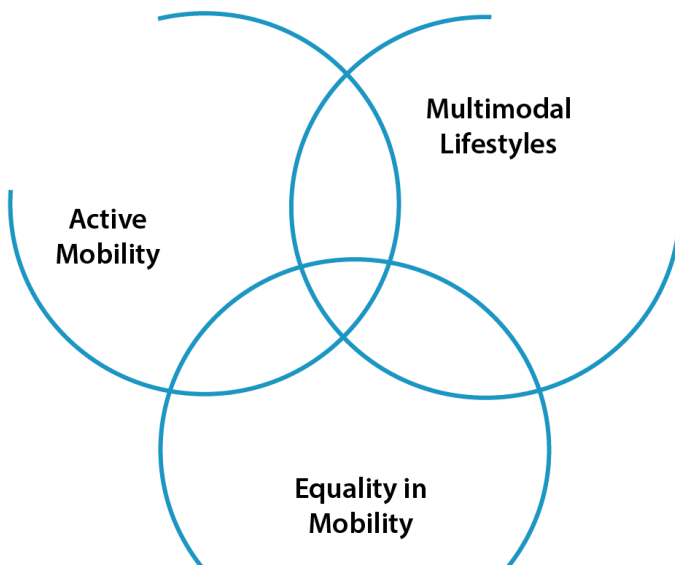 Multimodal
Lifestyles
Active
Mobility
Equality in
Mobility